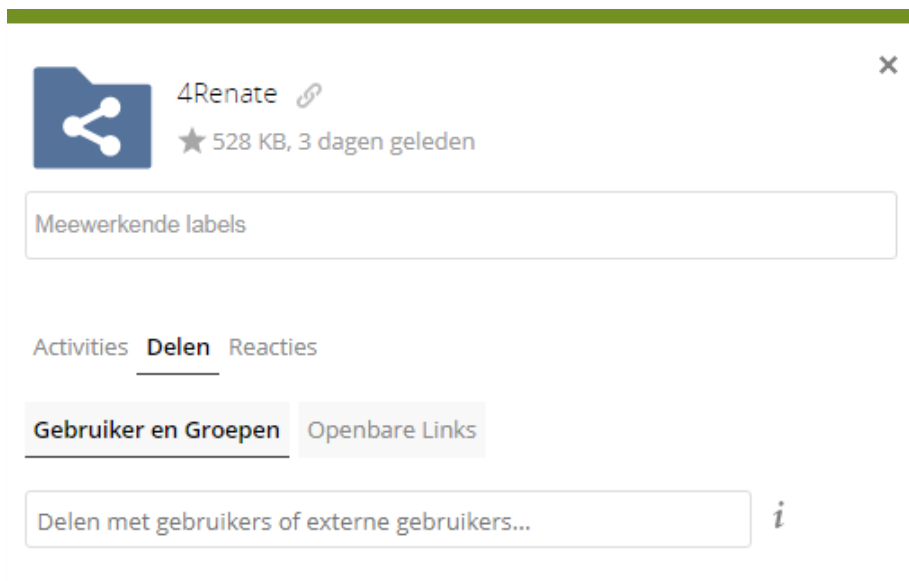 4Renate
528 KB, 3 dagen geleden
Meewerkende labels
Activities Delen Reacties
Gebruiker en Groepen Openbare Links
Delen met gebruikers of externe gebruikers... i